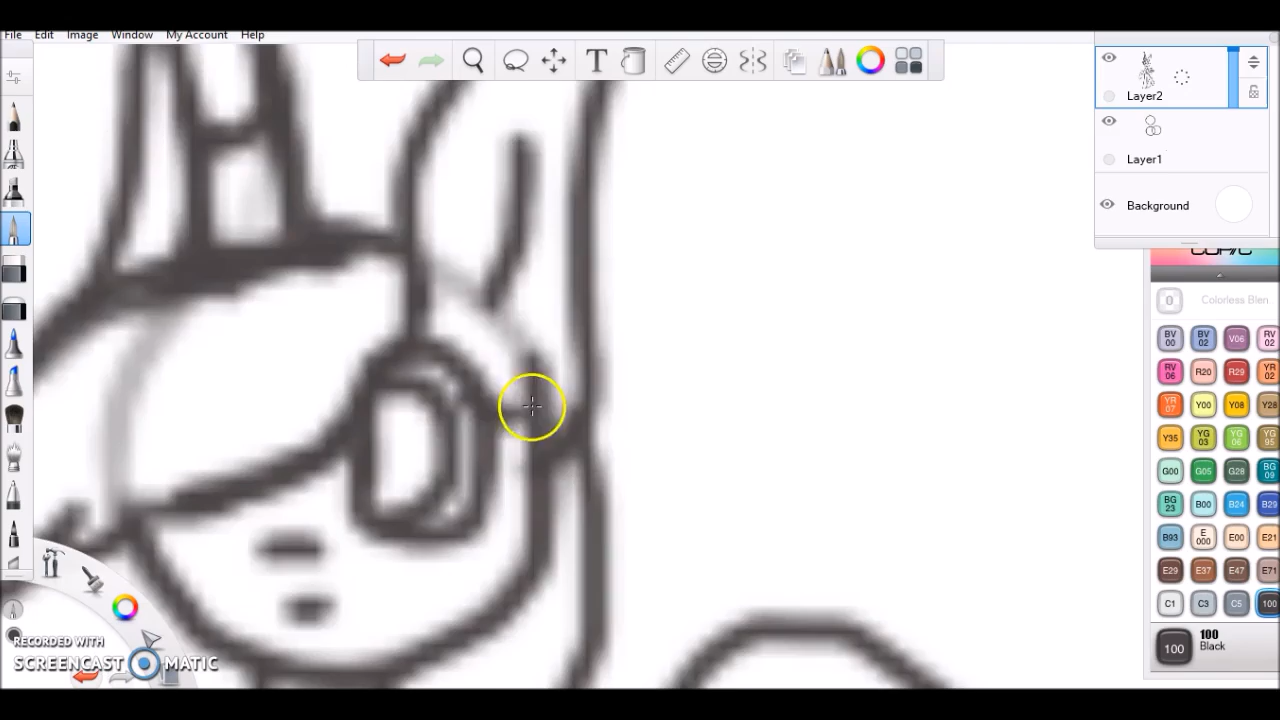 File Edit Image Window My Account Help
T
Layer2
Layer1
Background
COPIC
0 Colorless Blen
BV 00 BV 02 V06 RV 02
RV 06 R20 R29 YR 02
YR 07 Y00 Y08 Y28
Y35 YG 03 YG 06 YG 95
G00 G05 G28 BG 09
BG 23 B00 B24 B29
B93 E 000 E00 E21
E29 E37 E47 E71
C1 C3 C5 100
100 100
Black
RECORDED WITH
SCREENCAST MATIC